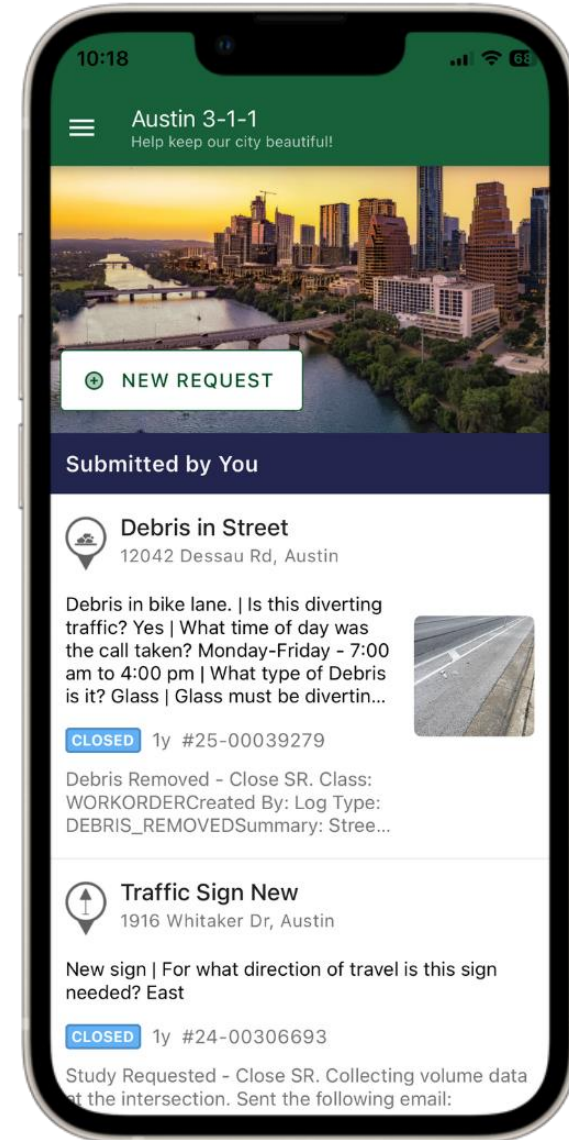 10:18
68
Austin 3-1-1
Help keep our city beautiful!
NEW REQUEST
Submitted by You
Debris in Street
12042 Dessau Rd, Austin
Debris in bike lane. | Is this diverting
traffic? Yes | What time of day was
the call taken? Monday-Friday - 7:00
am to 4:00 pm | What type of Debris
is it? Glass | Glass must be divertin...
CLOSED 1y #25-00039279
Debris Removed - Close SR. Class:
WORKORDERCreated By: Log Type:
DEBRIS_REMOVEDSummary: Stree...
Traffic Sign New
1916 Whitaker Dr, Austin
New sign | For what direction of travel is this sign
needed? East
CLOSED 1y #24-00306693
Study Requested - Close SR. Collecting volume data
at the intersection. Sent the following email: